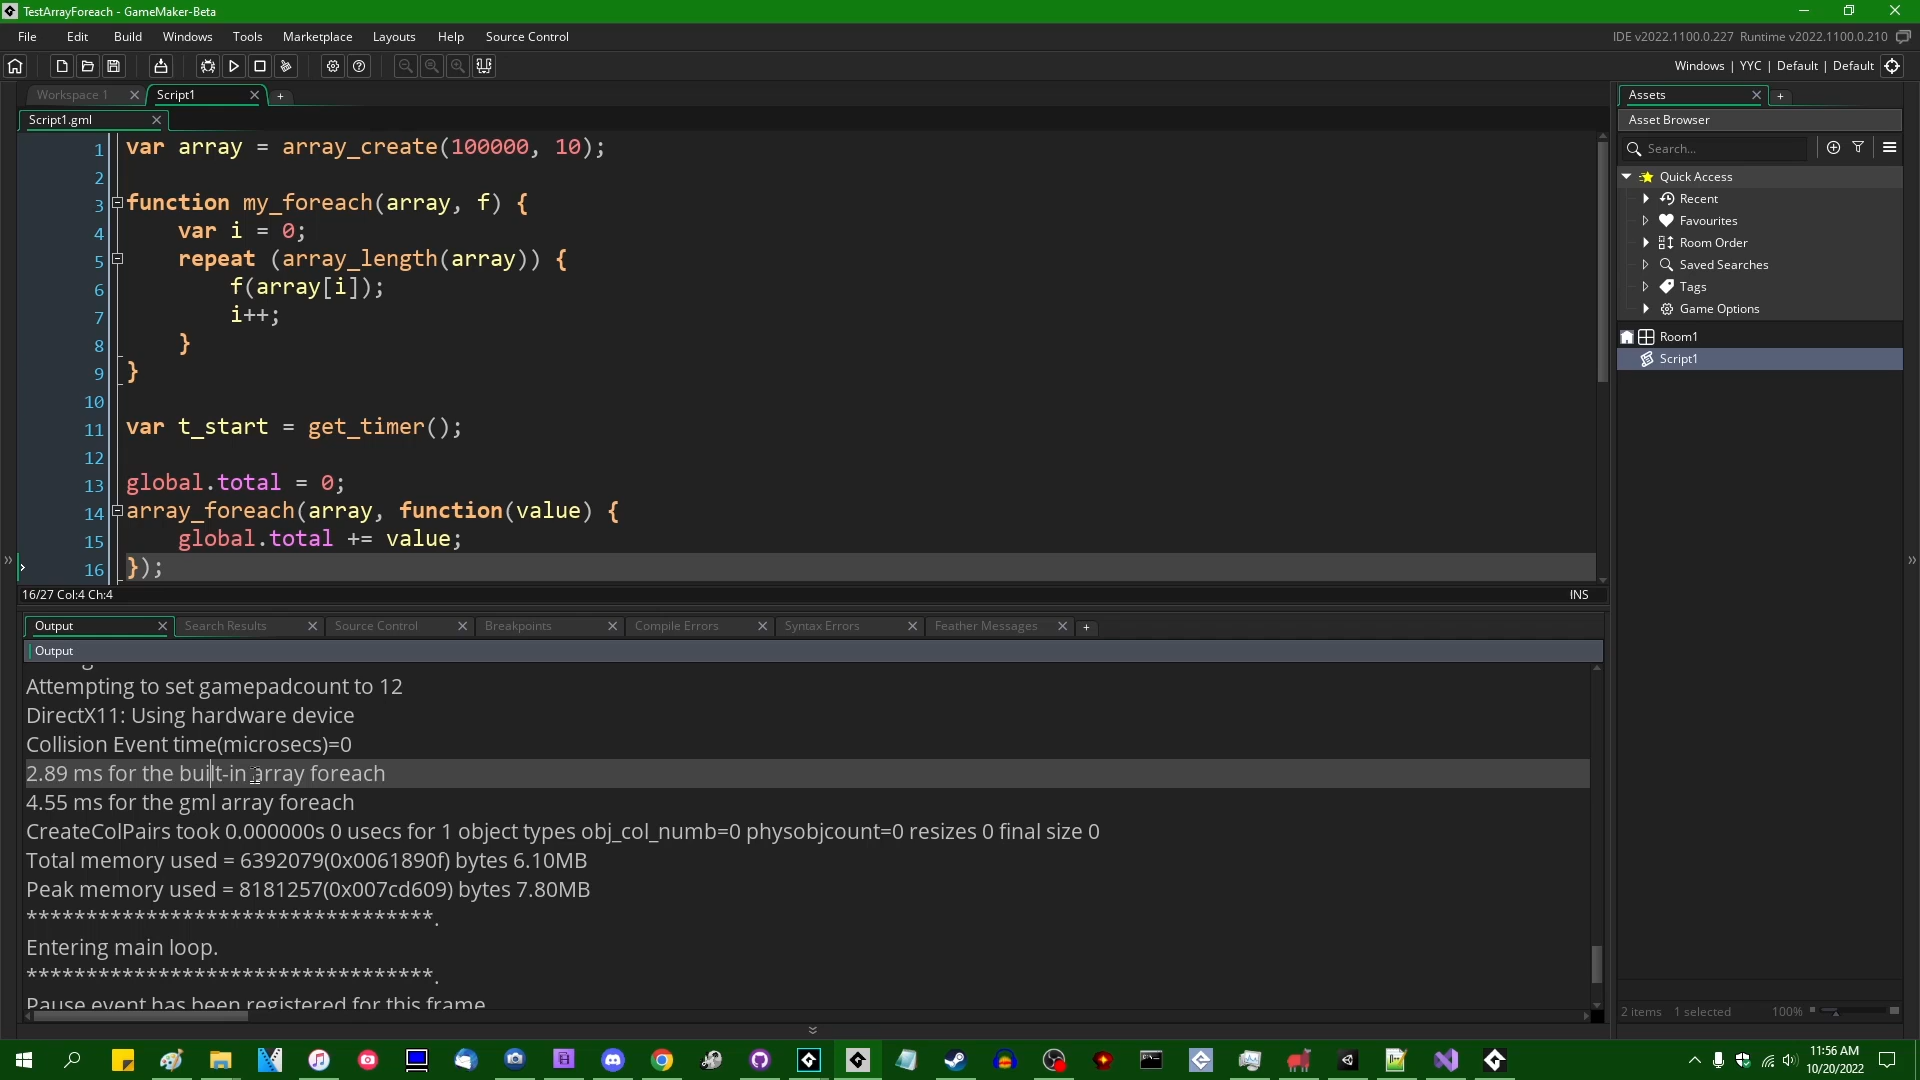 TestArrayForeach - GameMaker-Beta
File Edit Build Windows Tools Marketplace Layouts Help Source Control
IDE v2022.1100.0.227 Runtime v2022.1100.0.210
Windows | YYC | Default | Default
Workspace 1
Script1
Script1.gml
1 var array = array_create(100000, 10);
2
3 function my_foreach(array, f) {
4 var i = 0;
5 repeat (array_length(array)) {
6 f(array[i]);
7 i++;
8 }
9 }
10
11 var t_start = get_timer();
12
13 global.total = 0;
14 array_foreach(array, function(value) {
15 global.total += value;
16 });
16/27 Col:4 Ch:4
INS
Output Search Results Source Control Breakpoints Compile Errors Syntax Errors Feather Messages
Output
Attempting to set gamepadcount to 12
DirectX11: Using hardware device
Collision Event time(microsecs)=0
2.89 ms for the built-in array foreach
4.55 ms for the gml array foreach
CreateColPairs took 0.000000s 0 usecs for 1 object types obj_col_numb=0 physobjcount=0 resizes 0 final size 0
Total memory used = 6392079(0x0061890f) bytes 6.10MB
Peak memory used = 8181257(0x007cd609) bytes 7.80MB
**********************************.
Entering main loop.
**********************************.
Pause event has been registered for this frame
Assets
Asset Browser
Search...
Quick Access
Recent
Favourites
Room Order
Saved Searches
Tags
Game Options
Room1
Script1
2 items 1 selected 100%
11:56 AM
10/20/2022